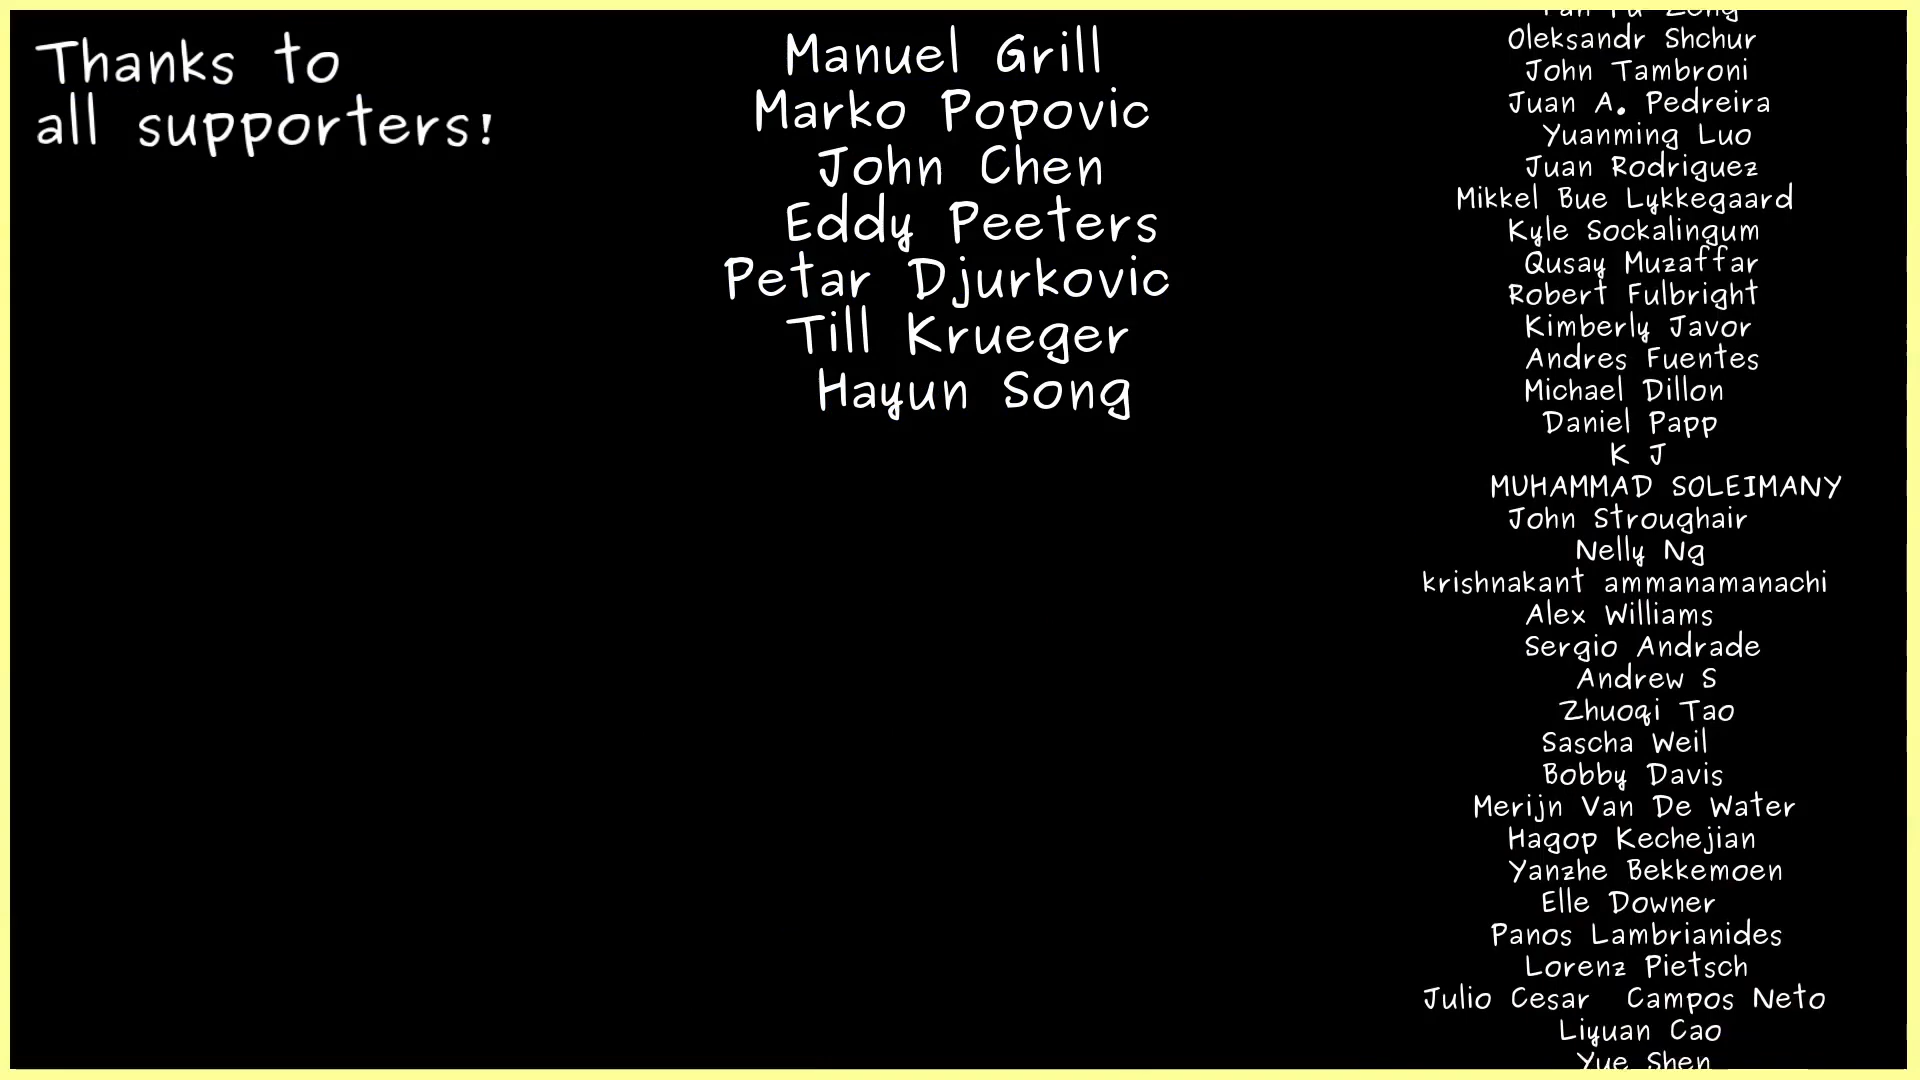 Thanks to
all supporters!
Manuel Grill
Marko Popovic
John Chen
Eddy Peeters
Petar Djurkovic
Till Krueger
Hayun Song
Oleksandr Shchur
John Tambroni
Juan A. Pedreira
Yuanming Luo
Juan Rodriguez
Mikkel Bue Lykkegaard
Kyle Sockalingum
Qusay Muzaffar
Robert Fulbright
Kimberly Javor
Andres Fuentes
Michael Dillon
Daniel Papp
K J
MUHAMMAD SOLEIMANY
John Stroughair
Nelly Ng
krishnakant ammanamanachi
Alex Williams
Sergio Andrade
Andrew S
Zhuoqi Tao
Sascha Weil
Bobby Davis
Merijn Van De Water
Hagop Kechejian
Yanzhe Bekkemoen
Elle Downer
Panos Lambrianides
Lorenz Pietsch
Julio Cesar Campos Neto
Liyuan Cao
Yue Shen